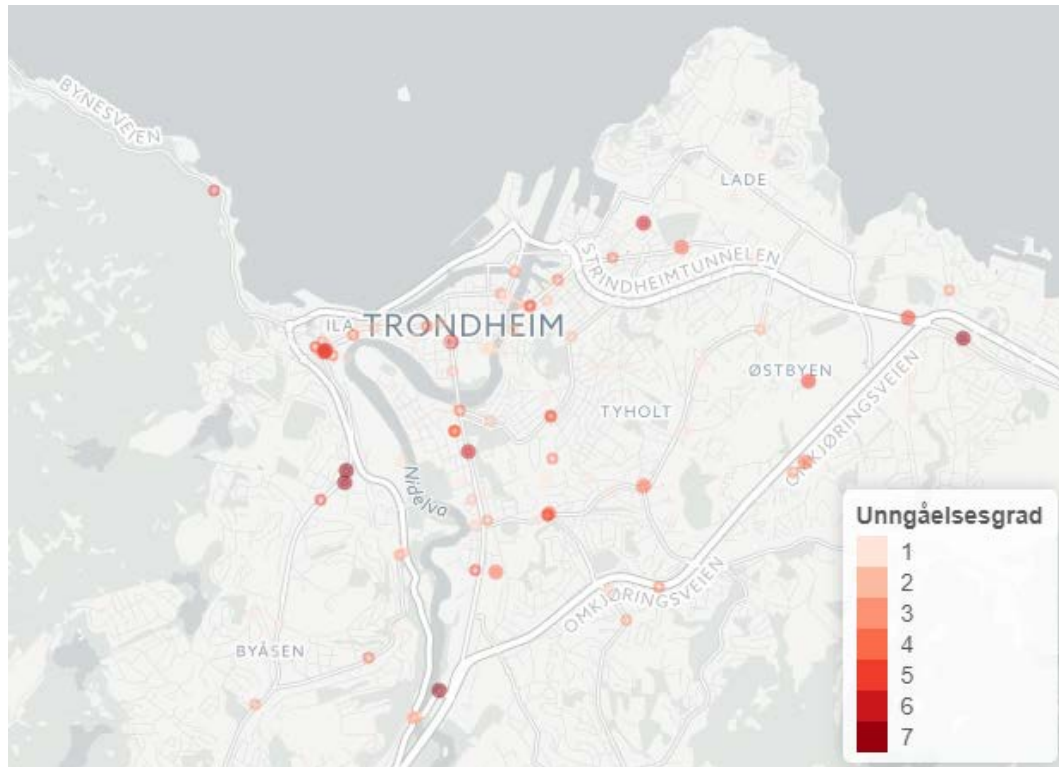 BYNESVEIEN
LADE
STRINDHEIMTUNNELEN
ILA
TRONDHEIM
ØSTBYEN
TYHOLT
OMKJØRINGSVEIEN
Nidelva
Unngåelsesgrad
1
2
3
4
5
6
7
OMKJØRINGSVEIEN
BYÅSEN